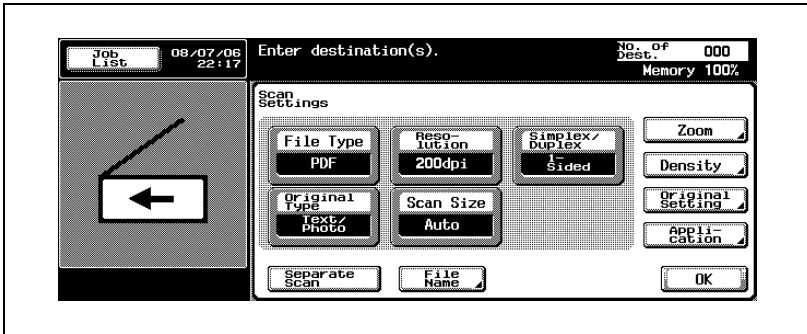 Job
List
08/07/06
22:17
Enter destination(s).
No. of
Dest.
000
Memory 100%
Scan
Settings
File Type
PDF
Reso-
lution
200dpi
Simplex/
Duplex
1-
Sided
Original
Type
Text/
Photo
Scan Size
Auto
Zoom
Density
Original
Setting
Appli-
cation
Separate
Scan
File
Name
OK